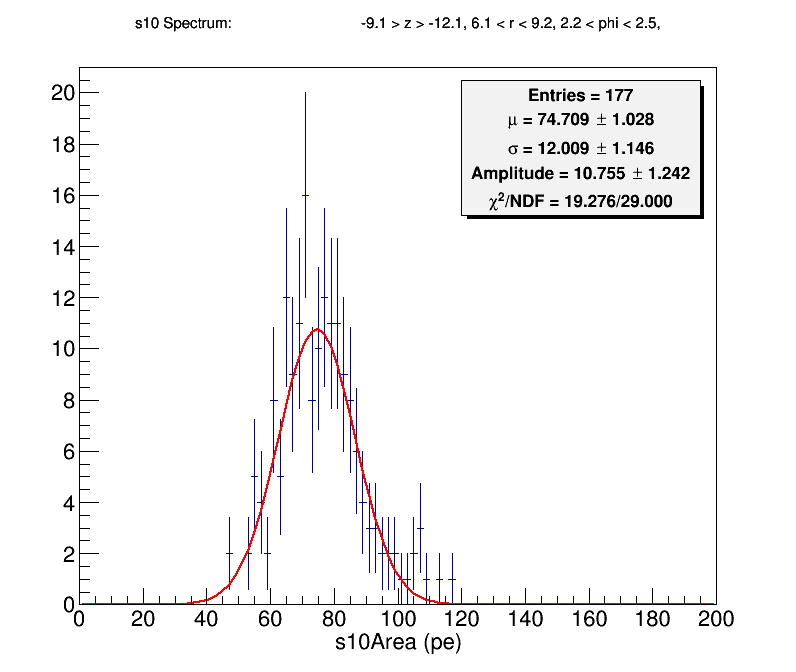 s10 Spectrum: -9.1 > z > -12.1, 6.1 < r < 9.2, 2.2 < phi < 2.5,
Entries = 177
μ = 74.709 ± 1.028
σ = 12.009 ± 1.146
Amplitude = 10.755 ± 1.242
χ²/NDF = 19.276/29.000
20
18
16
14
12
10
8
6
4
2
0
0 20 40 60 80 100 120 140 160 180 200
s10Area (pe)